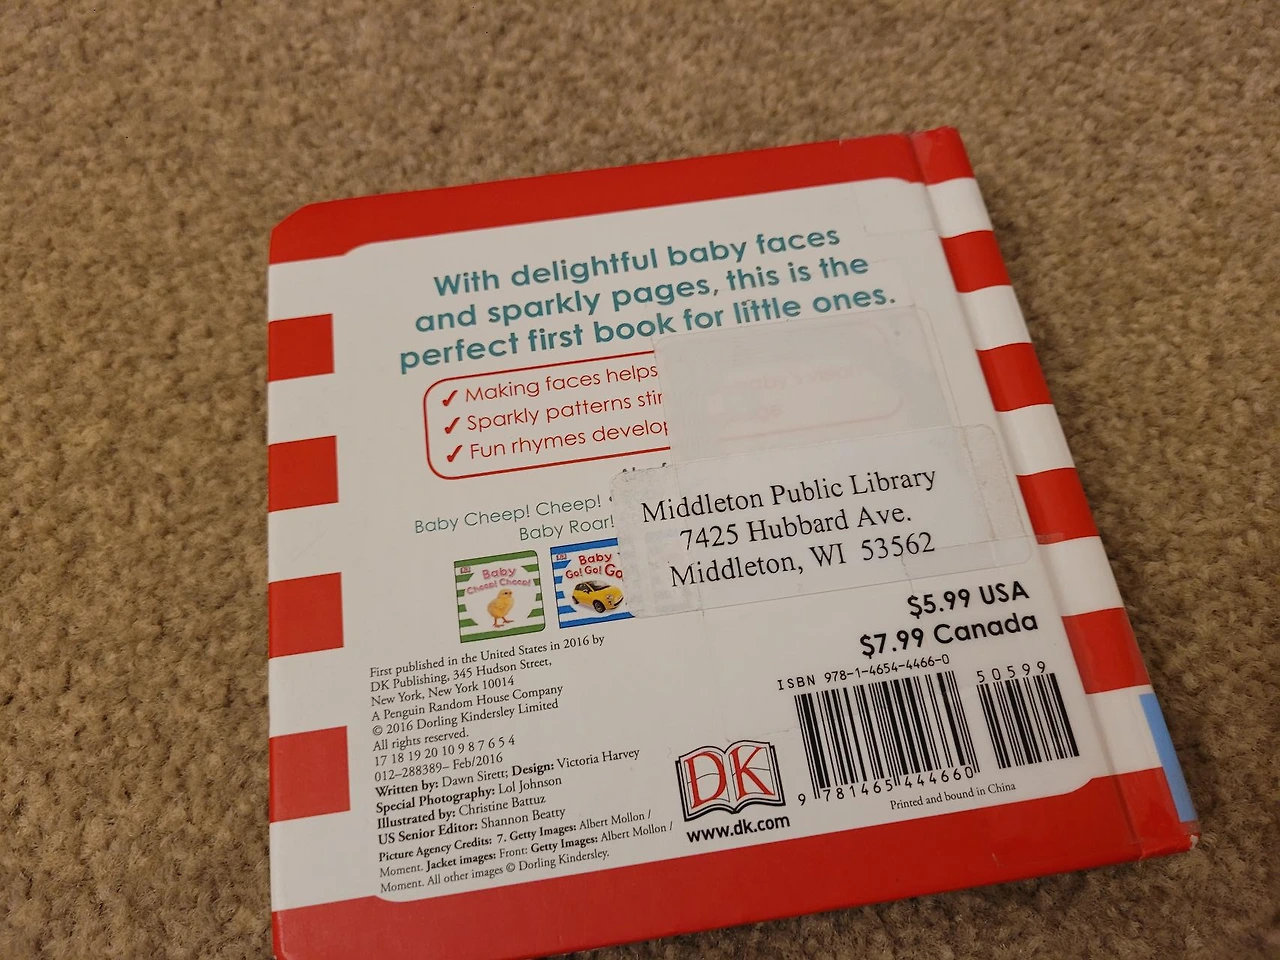 With delightful baby faces
and sparkly pages, this is the
perfect first book for little ones.
✓ Making faces helps
✓ Sparkly patterns
✓ Fun rhymes
Baby Cheep! Cheep!
Baby Roar!
Baby
Cheep! Cheep!
Baby
Go! Go! Go
Middleton Public Library
7425 Hubbard Ave.
Middleton, WI 53562
$5.99 USA
$7.99 Canada
First published in the United States in 2016 by
DK Publishing, 345 Hudson Street,
New York, New York 10014
A Penguin Random House Company
© 2016 Dorling Kindersley Limited
All rights reserved.
17 18 19 20 10 9 8 7 6 5 4
012–288389– Feb/2016
Written by: Dawn Sirett; Design: Victoria Harvey
Special Photography: Lol Johnson
Illustrated by: Christine Battuz
US Senior Editor: Shannon Beatty
Picture Agency Credits: 7. Getty Images: Albert Mollon /
Moment. Jacket images: Front: Getty Images: Albert Mollon /
Moment. All other images © Dorling Kindersley.
DK
www.dk.com
ISBN 978-1-4654-4466-0
50599
9 781465 444660
Printed and bound in China